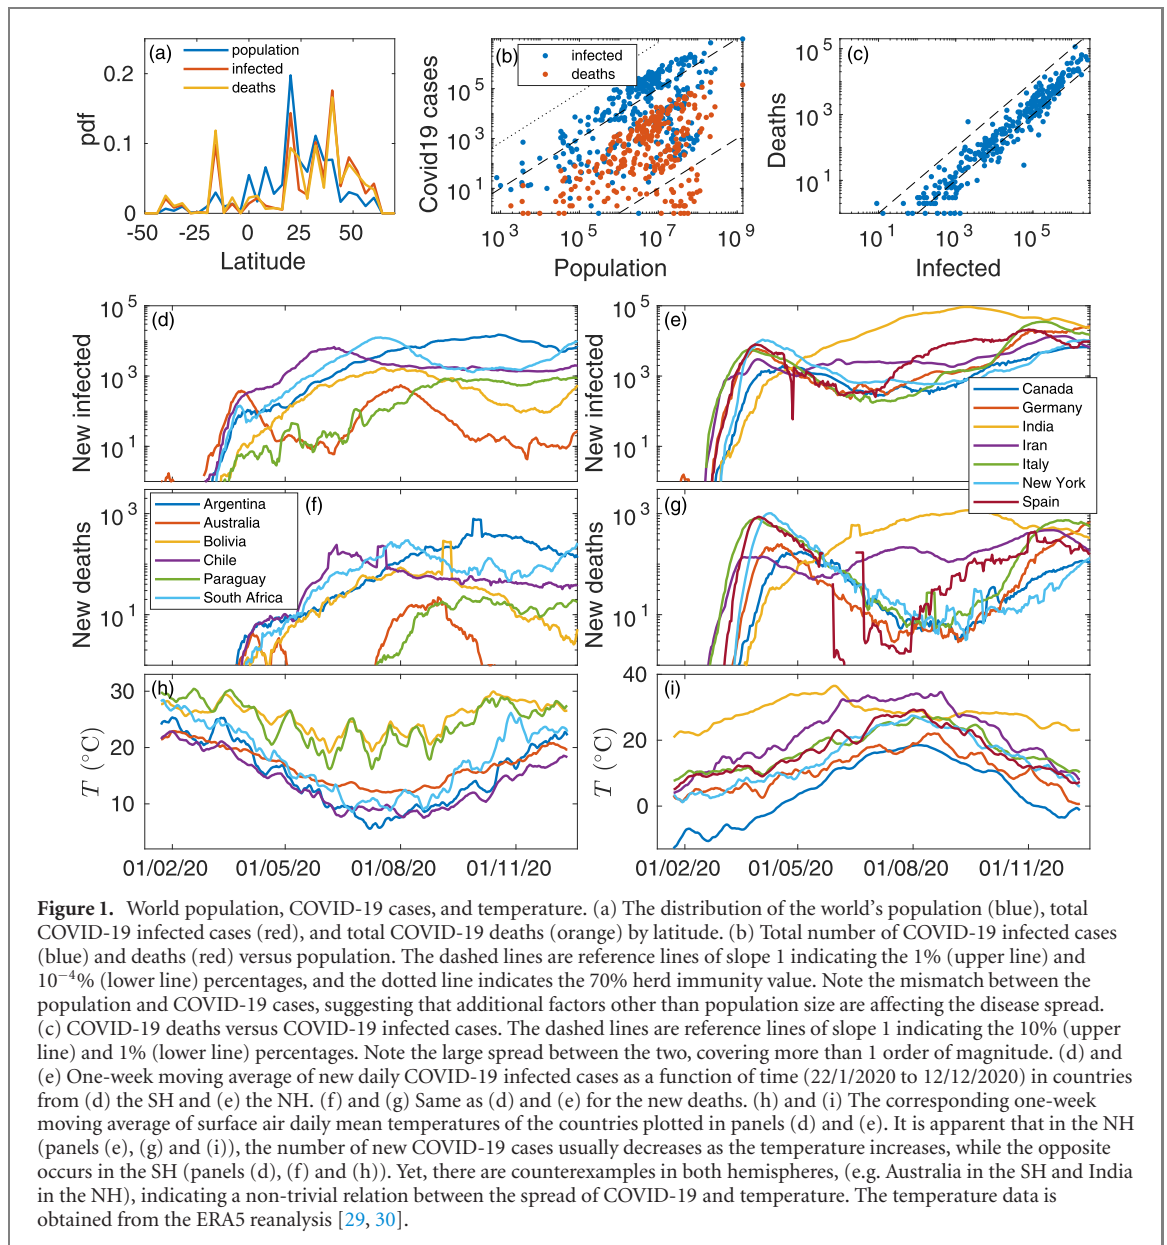 (a)
population
infected
deaths
0.2
0.1
0
pdf
-50
-25
0
25
50
Latitude
(b)
infected
deaths
Covid19 cases
10^5
10^3
10^1
10^3
10^5
10^7
10^9
Population
(c)
Deaths
10^5
10^3
10^1
10^1
10^3
10^5
Infected
(d)
New infected
10^5
10^3
10^1
(e)
New infected
10^5
10^3
10^1
Canada
Germany
India
Iran
Italy
New York
Spain
(f)
New deaths
10^3
10^1
Argentina
Australia
Bolivia
Chile
Paraguay
South Africa
(g)
New deaths
10^3
10^1
(h)
T (°C)
30
20
10
01/02/20
01/05/20
01/08/20
01/11/20
(i)
T (°C)
40
20
0
01/02/20
01/05/20
01/08/20
01/11/20
Figure 1. World population, COVID-19 cases, and temperature. (a) The distribution of the world's population (blue), total
COVID-19 infected cases (red), and total COVID-19 deaths (orange) by latitude. (b) Total number of COVID-19 infected cases
(blue) and deaths (red) versus population. The dashed lines are reference lines of slope 1 indicating the 1% (upper line) and
10^−4% (lower line) percentages, and the dotted line indicates the 70% herd immunity value. Note the mismatch between the
population and COVID-19 cases, suggesting that additional factors other than population size are affecting the disease spread.
(c) COVID-19 deaths versus COVID-19 infected cases. The dashed lines are reference lines of slope 1 indicating the 10% (upper
line) and 1% (lower line) percentages. Note the large spread between the two, covering more than 1 order of magnitude. (d) and
(e) One-week moving average of new daily COVID-19 infected cases as a function of time (22/1/2020 to 12/12/2020) in countries
from (d) the SH and (e) the NH. (f) and (g) Same as (d) and (e) for the new deaths. (h) and (i) The corresponding one-week
moving average of surface air daily mean temperatures of the countries plotted in panels (d) and (e). It is apparent that in the NH
(panels (e), (g) and (i)), the number of new COVID-19 cases usually decreases as the temperature increases, while the opposite
occurs in the SH (panels (d), (f) and (h)). Yet, there are counterexamples in both hemispheres, (e.g. Australia in the SH and India
in the NH), indicating a non-trivial relation between the spread of COVID-19 and temperature. The temperature data is
obtained from the ERA5 reanalysis [29, 30].